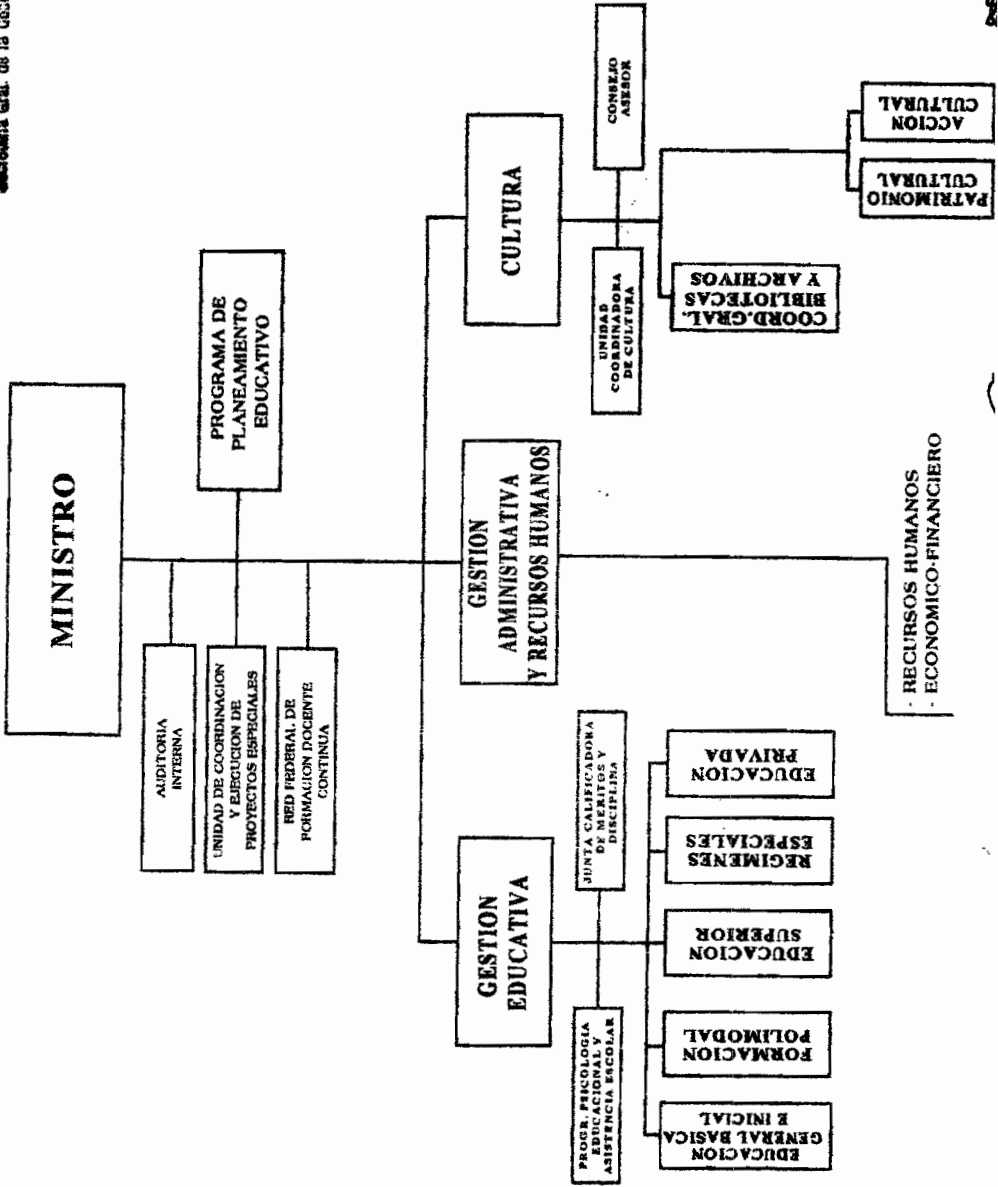 MINISTRO
AUDITORIA
INTERNA
UNIDAD DE COORDINACION
Y EJECUCION DE
PROYECTOS ESPECIALES
RED FEDERAL DE
FORMACION DOCENTE
CONTINUA
PROGRAMA DE
PLANEAMIENTO
EDUCATIVO
GESTION
EDUCATIVA
GESTION
ADMINISTRATIVA
Y RECURSOS HUMANOS
CULTURA
PROGR. PSICOLOGIA
EDUCACIONAL Y
ASISTENCIA ESCOLAR
JUNTA CALIFICADORA
DE MERITOS Y
DISCIPLINA
UNIDAD
COORDINADORA
DE CULTURA
CONSEJO
ASESOR
EDUCACION
GENERAL BASICA
E INICIAL
FORMACION
POLIMODAL
EDUCACION
SUPERIOR
REGIMENES
ESPECIALES
EDUCACION
PRIVADA
- RECURSOS HUMANOS
- ECONOMICO-FINANCIERO
COORD.GRAL.
BIBLIOTECAS
Y ARCHIVOS
PATRIMONIO
CULTURAL
ACCION
CULTURAL